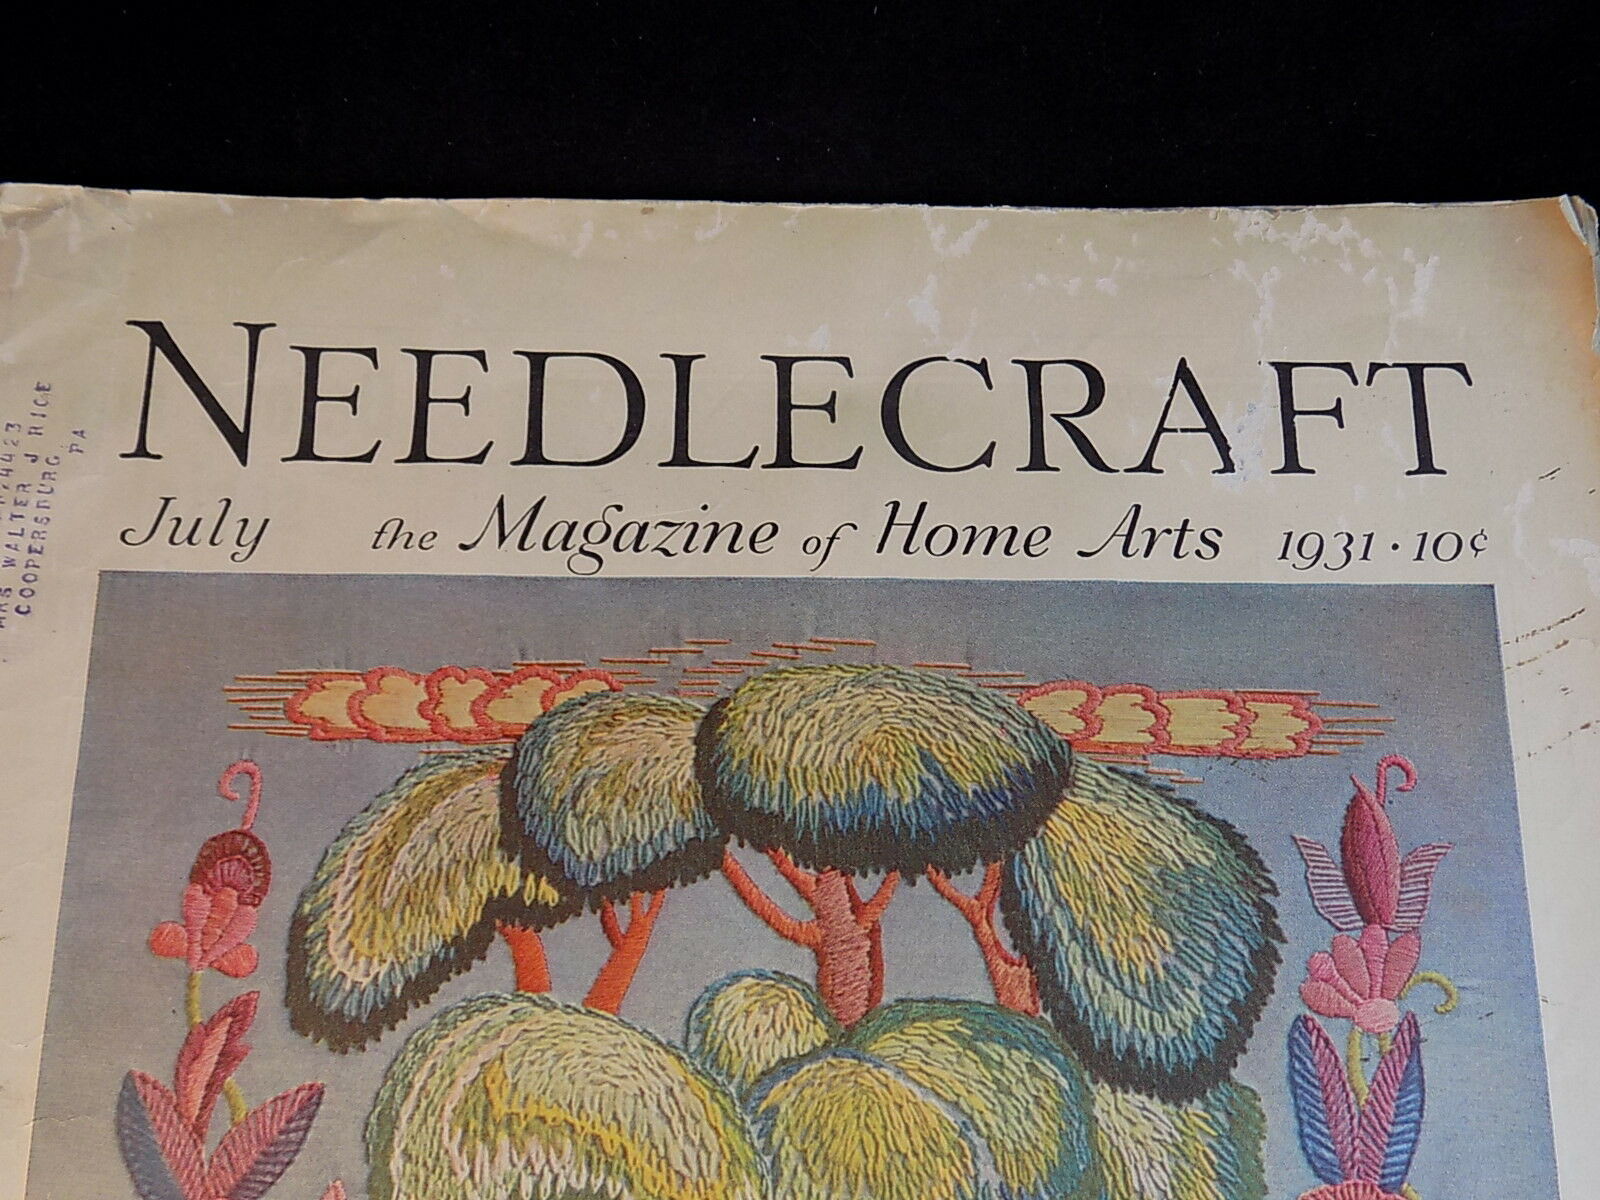 NEEDLECRAFT
July the Magazine of Home Arts 1931 · 10¢
MRS WALTER J RICE
COOPERSBURG
PA